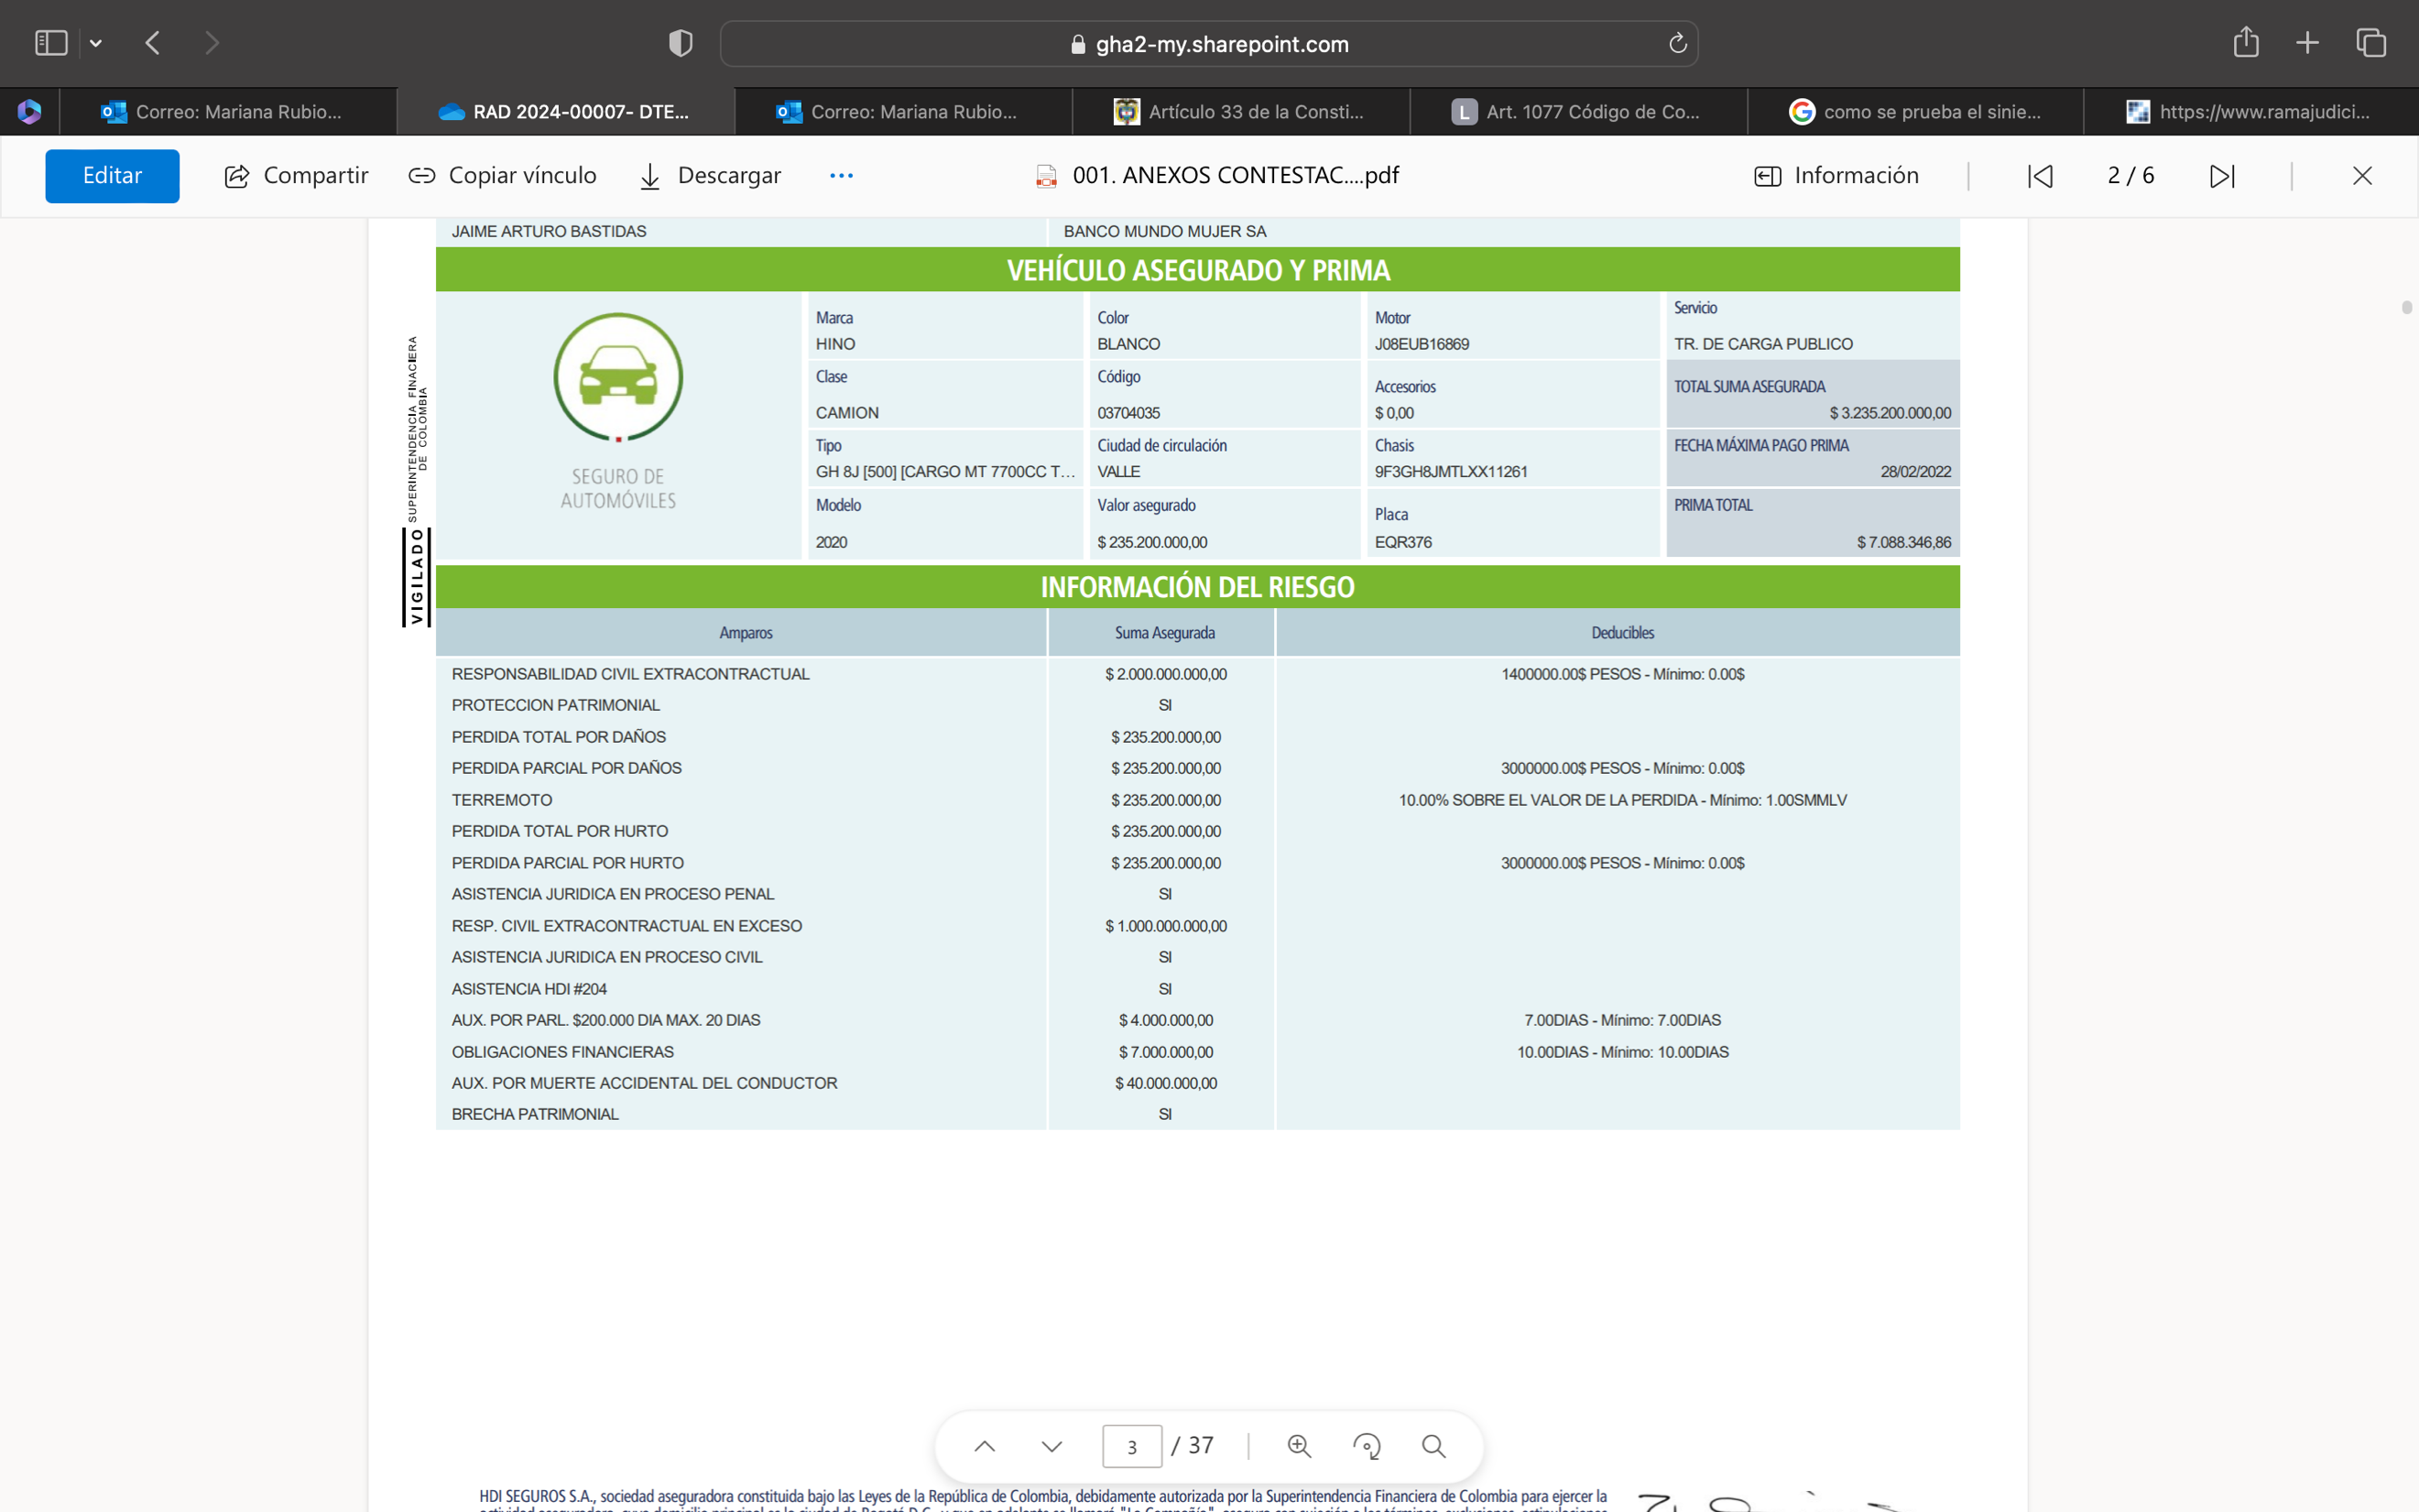 gha2-my.sharepoint.com
Correo: Mariana Rubio...
RAD 2024-00007- DTE...
Correo: Mariana Rubio...
Artículo 33 de la Consti...
L Art. 1077 Código de Co...
como se prueba el sinie...
https://www.ramajudici...
Editar Compartir Copiar vínculo Descargar ... 001. ANEXOS CONTESTAC....pdf Información 2 / 6
JAIME ARTURO BASTIDAS BANCO MUNDO MUJER SA
VEHÍCULO ASEGURADO Y PRIMA
VIGILADO SUPERINTENDENCIA FINACIERA
DE COLOMBIA
SEGURO DE
AUTOMÓVILES
Marca Color Motor Servicio
HINO BLANCO J08EUB16869 TR. DE CARGA PUBLICO
Clase Código Accesorios TOTAL SUMA ASEGURADA
CAMION 03704035 $ 0,00 $ 3.235.200.000,00
Tipo Ciudad de circulación Chasis FECHA MÁXIMA PAGO PRIMA
GH 8J [500] [CARGO MT 7700CC T... VALLE 9F3GH8JMTLXX11261 28/02/2022
Modelo Valor asegurado Placa PRIMA TOTAL
2020 $ 235.200.000,00 EQR376 $ 7.088.346,86
INFORMACIÓN DEL RIESGO
Amparos Suma Asegurada Deducibles
RESPONSABILIDAD CIVIL EXTRACONTRACTUAL $ 2.000.000.000,00 1400000.00$ PESOS - Mínimo: 0.00$
PROTECCION PATRIMONIAL SI
PERDIDA TOTAL POR DAÑOS $ 235.200.000,00
PERDIDA PARCIAL POR DAÑOS $ 235.200.000,00 3000000.00$ PESOS - Mínimo: 0.00$
TERREMOTO $ 235.200.000,00 10.00% SOBRE EL VALOR DE LA PERDIDA - Mínimo: 1.00SMMLV
PERDIDA TOTAL POR HURTO $ 235.200.000,00
PERDIDA PARCIAL POR HURTO $ 235.200.000,00 3000000.00$ PESOS - Mínimo: 0.00$
ASISTENCIA JURIDICA EN PROCESO PENAL SI
RESP. CIVIL EXTRACONTRACTUAL EN EXCESO $ 1.000.000.000,00
ASISTENCIA JURIDICA EN PROCESO CIVIL SI
ASISTENCIA HDI #204 SI
AUX. POR PARL. $200.000 DIA MAX. 20 DIAS $ 4.000.000,00 7.00DIAS - Mínimo: 7.00DIAS
OBLIGACIONES FINANCIERAS $ 7.000.000,00 10.00DIAS - Mínimo: 10.00DIAS
AUX. POR MUERTE ACCIDENTAL DEL CONDUCTOR $ 40.000.000,00
BRECHA PATRIMONIAL SI
3 / 37
HDI SEGUROS S.A., sociedad aseguradora constituida bajo las Leyes de la República de Colombia, debidamente autorizada por la Superintendencia Financiera de Colombia para ejercer la